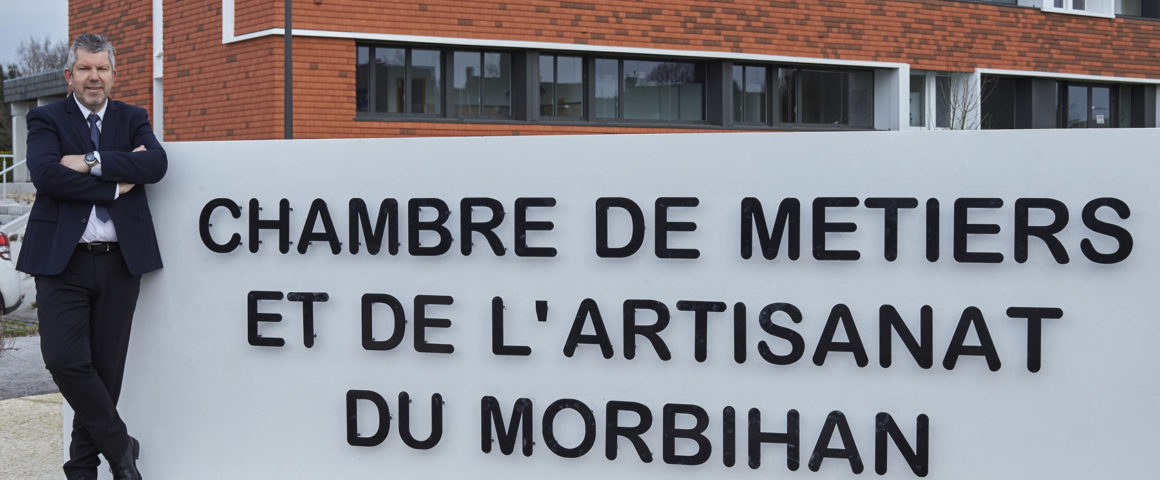 CHAMBRE DE METIERS
ET DE L'ARTISANAT
DU MORBIHAN